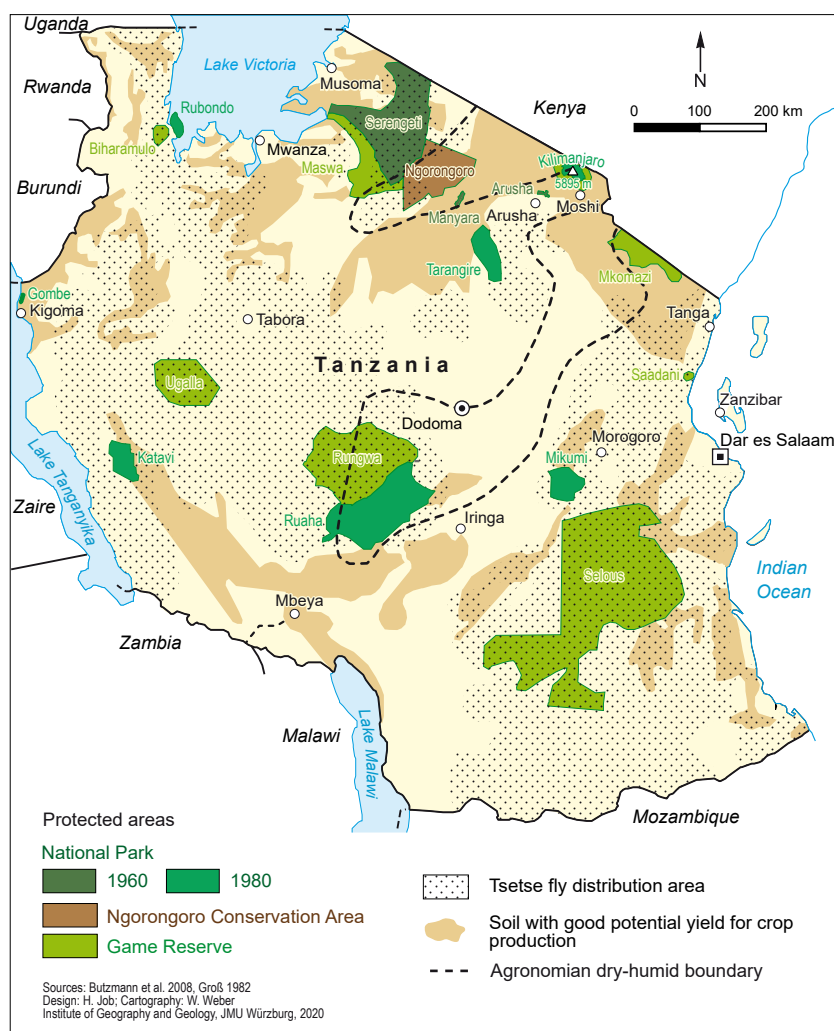 Uganda
Lake Victoria
Rwanda
Musoma
Kenya
N
0 100 200 km
Rubondo
Serengeti
Biharamulo
Mwanza
Maswa
Ngorongoro
Kilimanjaro
5895 m
Burundi
Arusha
Moshi
Manyara
Arusha
Tarangire
Mkomazi
Gombe
Kigoma
Tabora
Tanga
Tanzania
Ugalla
Saadani
Zanzibar
Dodoma
Morogoro
Dar es Salaam
Katavi
Rungwa
Mikumi
Lake Tanganyika
Zaire
Ruaha
Iringa
Selous
Indian
Ocean
Mbeya
Zambia
Malawi
Lake Malawi
Mozambique
Protected areas
National Park
1960 1980
Ngorongoro Conservation Area
Game Reserve
Tsetse fly distribution area
Soil with good potential yield for crop
production
Agronomian dry-humid boundary
Sources: Butzmann et al. 2008, Groß 1982
Design: H. Job; Cartography: W. Weber
Institute of Geography and Geology, JMU Würzburg, 2020